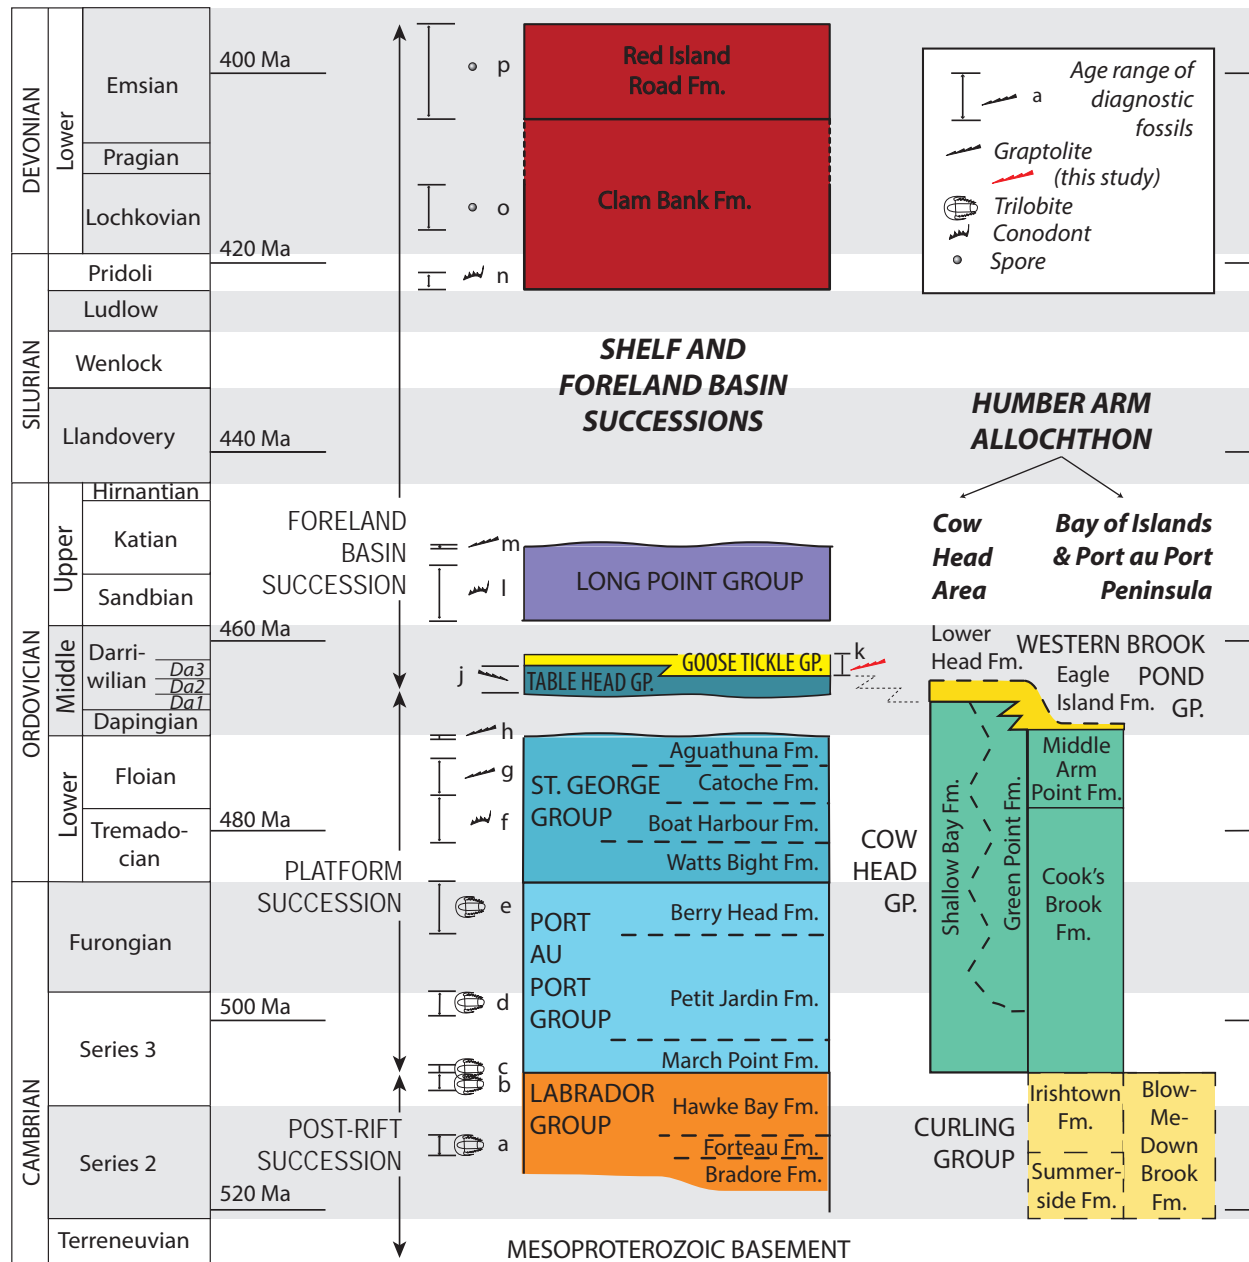 DEVONIAN
Lower
Emsian
Pragian
Lochkovian
SILURIAN
Pridoli
Ludlow
Wenlock
Llandovery
ORDOVICIAN
Upper
Hirnantian
Katian
Sandbian
Middle
Darri-
wilian
Da3
Da2
Da1
Dapingian
Lower
Floian
Tremado-
cian
CAMBRIAN
Furongian
Series 3
Series 2
Terreneuvian
400 Ma
420 Ma
440 Ma
460 Ma
480 Ma
500 Ma
520 Ma
FORELAND
BASIN
SUCCESSION
PLATFORM
SUCCESSION
POST-RIFT
SUCCESSION
p
o
n
m
l
k
j
h
g
f
e
d
c
b
a
Red Island
Road Fm.
Clam Bank Fm.
SHELF AND
FORELAND BASIN
SUCCESSIONS
LONG POINT GROUP
GOOSE TICKLE GP.
TABLE HEAD GP.
ST. GEORGE
GROUP
Aguathuna Fm.
Catoche Fm.
Boat Harbour Fm.
Watts Bight Fm.
PORT
AU
PORT
GROUP
Berry Head Fm.
Petit Jardin Fm.
March Point Fm.
LABRADOR
GROUP
Hawke Bay Fm.
Forteau Fm.
Bradore Fm.
MESOPROTEROZOIC BASEMENT
a
Age range of
diagnostic
fossils
Graptolite
(this study)
Trilobite
Conodont
Spore
HUMBER ARM
ALLOCHTHON
Cow
Head
Area
Bay of Islands
& Port au Port
Peninsula
Lower
Head Fm.
WESTERN BROOK
POND
GP.
Eagle
Island Fm.
COW
HEAD
GP.
Shallow Bay Fm.
Green Point Fm.
Middle
Arm
Point Fm.
Cook's
Brook
Fm.
CURLING
GROUP
Irishtown
Fm.
Summer-
side Fm.
Blow-
Me-
Down
Brook
Fm.